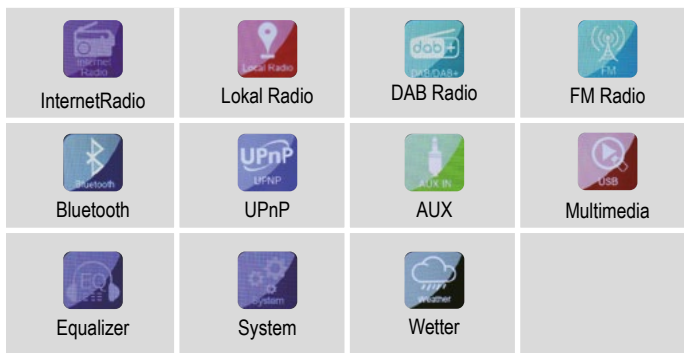 Internet
Radio
InternetRadio
Local Radio
Lokal Radio
dab+
DAB/DAB+
DAB Radio
FM
FM Radio
Bluetooth
Bluetooth
UPnP
UPNP
UPnP
AUX IN
AUX
USB
Multimedia
EQ
Equalizer
System
System
Weather
Wetter